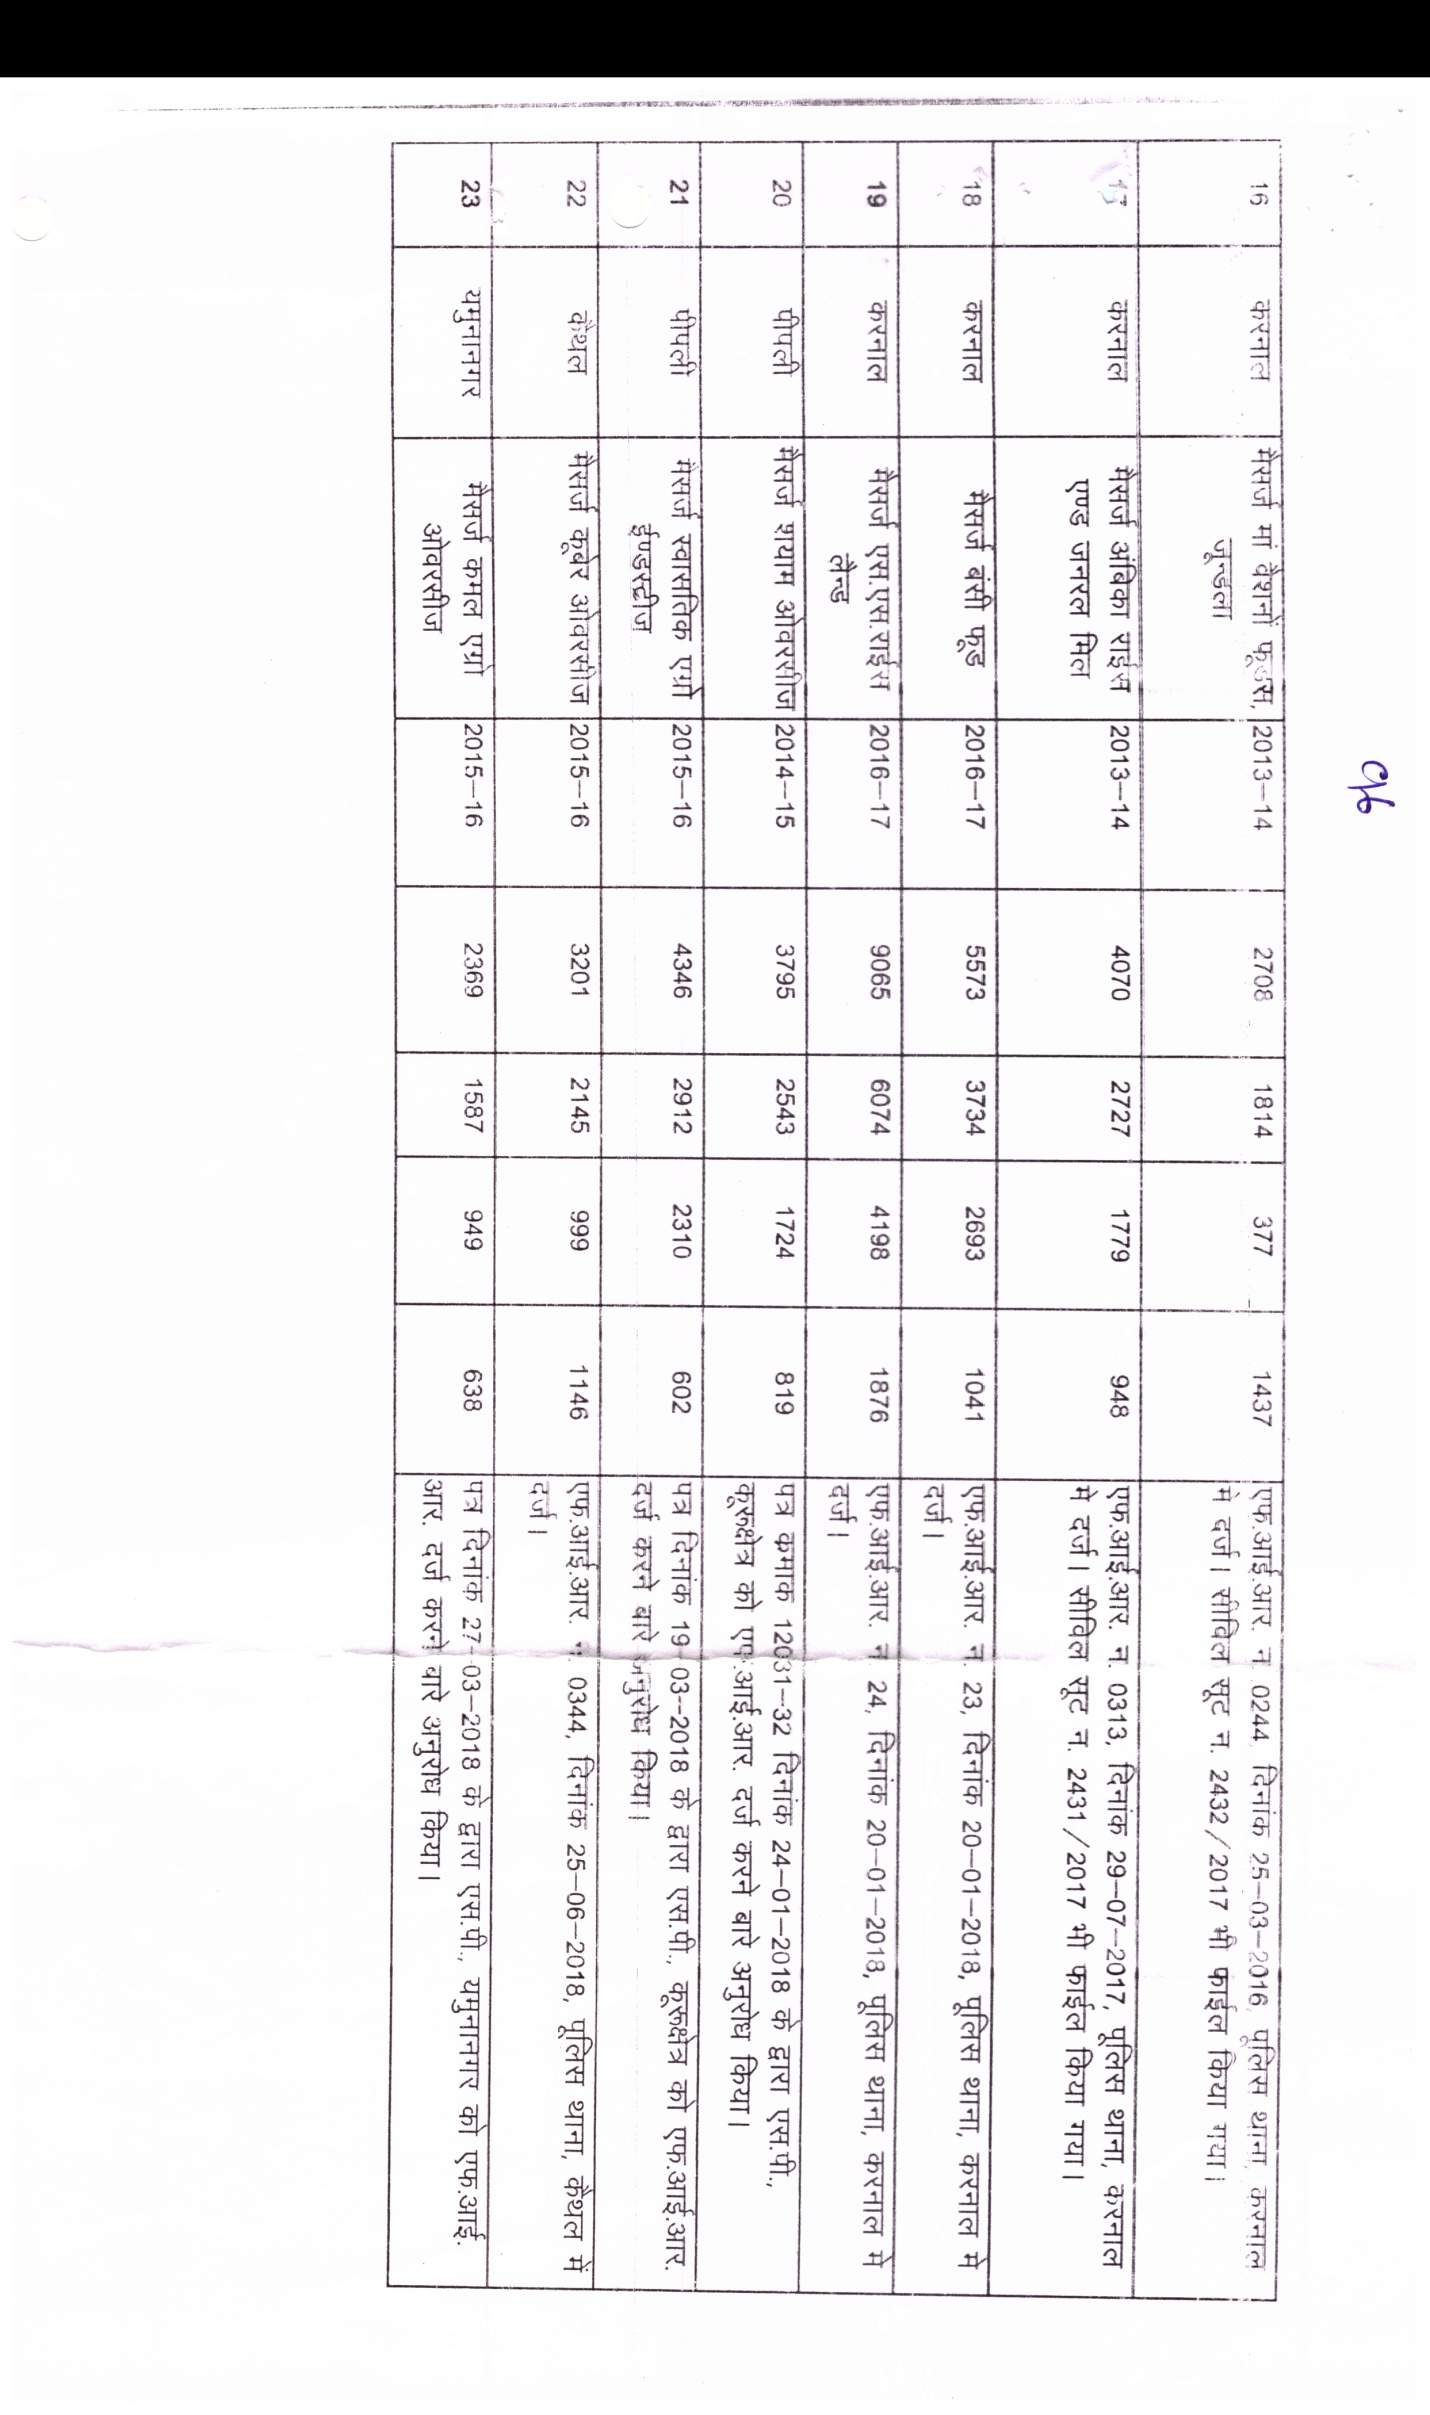 96
16 करनाल मैसर्ज मां वैशनों फूडस, 2013–14 2708 1814 377 1437 एफ.आई.आर. न. 0244, दिनांक 25–03–2016, पुलिस थाना, करनाल
जुन्डला मे दर्ज। सीविल सूट न. 2432/2017 भी फाईल किया गया।
17 करनाल मैसर्ज अंबिका राईस 2013–14 4070 2727 1779 948 एफ.आई.आर. न. 0313, दिनांक 29–07–2017, पुलिस थाना, करनाल
एण्ड जनरल मिल मे दर्ज। सीविल सूट न. 2431/2017 भी फाईल किया गया।
18 करनाल मैसर्ज बंसी फूड 2016–17 5573 3734 2693 1041 एफ.आई.आर. न. 23, दिनांक 20–01–2018, पुलिस थाना, करनाल मे
दर्ज।
19 करनाल मैसर्ज एस.एस.राईस 2016–17 9065 6074 4198 1876 एफ.आई.आर. न. 24, दिनांक 20–01–2018, पुलिस थाना, करनाल मे
लैन्ड दर्ज।
20 पीपली मैसर्ज शयाम ओवरसीज 2014–15 3795 2543 1724 819 पत्र कमाक 12031–32 दिनांक 24–01–2018 के द्वारा एस.पी.,
कूरूक्षेत्र को एफ.आई.आर. दर्ज करने बारे अनुरोध किया।
21 पीपली मैसर्ज स्वासतिक एग्रो 2015–16 4346 2912 2310 602 पत्र दिनांक 19–03–2018 के द्वारा एस.पी., कूरूक्षेत्र को एफ.आई.आर.
ईण्डस्ट्रीज दर्ज करने बारे अनुरोध किया।
22 कैथल मैसर्ज कूबेर ओवरसीज 2015–16 3201 2145 999 1146 एफ.आई.आर. न. 0344, दिनांक 25–06–2018, पुलिस थाना, कैथल में
दर्ज।
23 यमुनानगर मैसर्ज कमल एग्रो 2015–16 2369 1587 949 638 पत्र दिनांक 27–03–2018 के द्वारा एस.पी., यमुनानगर को एफ.आई.
ओवरसीज आर. दर्ज करने बारे अनुरोध किया।